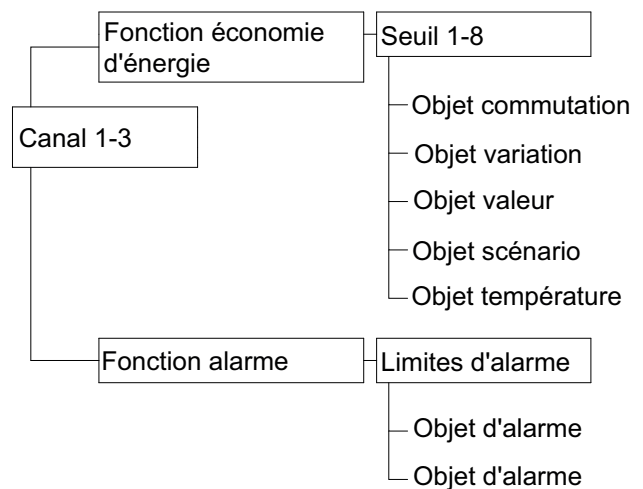 Fonction économie
d'énergie
Seuil 1-8
Objet commutation
Canal 1-3
Objet variation
Objet valeur
Objet scénario
Objet température
Fonction alarme
Limites d'alarme
Objet d'alarme
Objet d'alarme